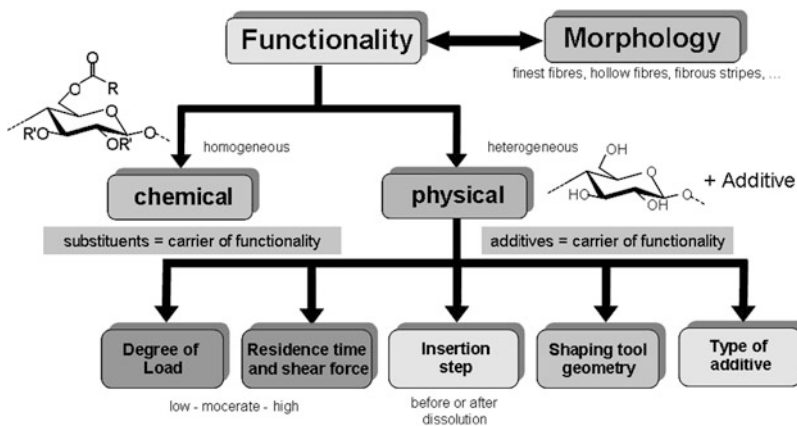 Functionality
Morphology
finest fibres, hollow fibres, fibrous stripes, ...
O
O
R
O
R'O
OR'
O
homogeneous
heterogeneous
chemical
physical
OH
O
HO
OH
O
+ Additive
substituents = carrier of functionality
additives = carrier of functionality
Degree of
Load
Residence time
and shear force
Insertion
step
Shaping tool
geometry
Type of
additive
low - mocerate - high
before or after
dissolution